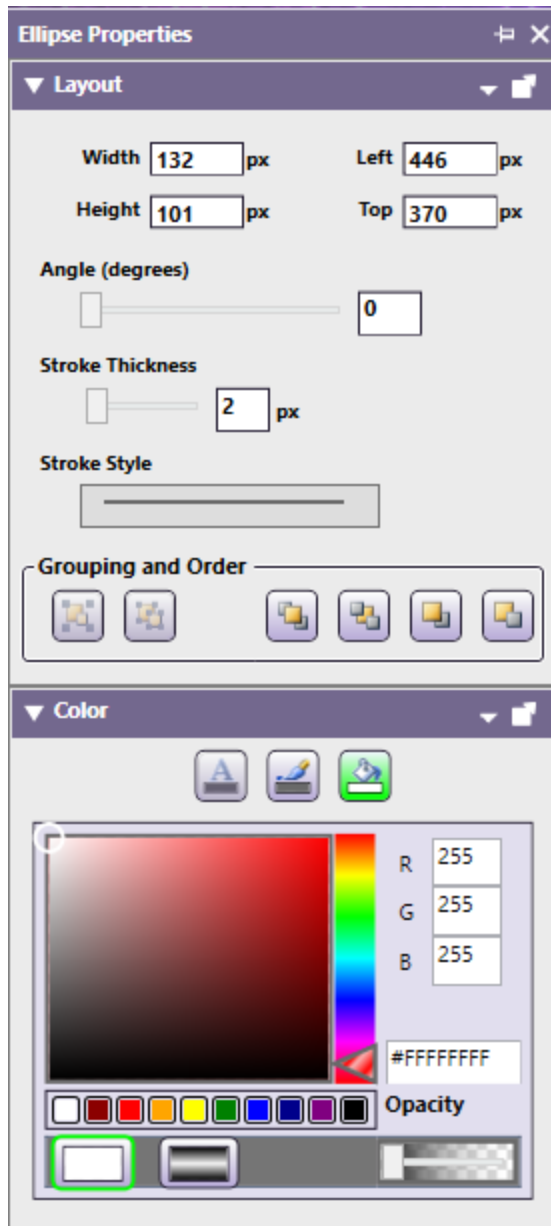 Ellipse Properties
Layout
Width 132 px Left 446 px
Height 101 px Top 370 px
Angle (degrees)
0
Stroke Thickness
2 px
Stroke Style
Grouping and Order
Color
A
R 255
G 255
B 255
#FFFFFFFF
Opacity